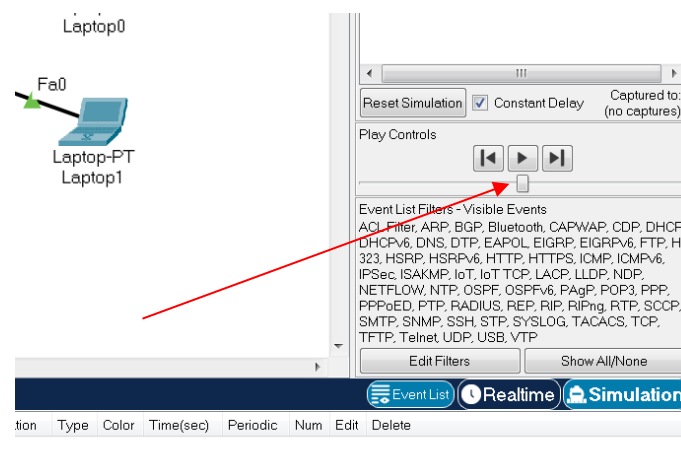 Laptop0
Fa0
Laptop-PT
Laptop1
Reset Simulation
Constant Delay
Captured to:
(no captures)
Play Controls
Event List Filters - Visible Events
ACL Filter, ARP, BGP, Bluetooth, CAPWAP, CDP, DHCP
DHCPv6, DNS, DTP, EAPOL, EIGRP, EIGRPv6, FTP, H
323, HSRP, HSRPv6, HTTP, HTTPS, ICMP, ICMPv6,
IPSec, ISAKMP, IoT, IoT TCP, LACP, LLDP, NDP,
NETFLOW, NTP, OSPF, OSPFv6, PAgP, POP3, PPP,
PPPoED, PTP, RADIUS, REP, RIP, RIPng, RTP, SCCP,
SMTP, SNMP, SSH, STP, SYSLOG, TACACS, TCP,
TFTP, Telnet, UDP, USB, VTP
Edit Filters
Show All/None
Event List
Realtime
Simulation
tion Type Color Time(sec) Periodic Num Edit Delete